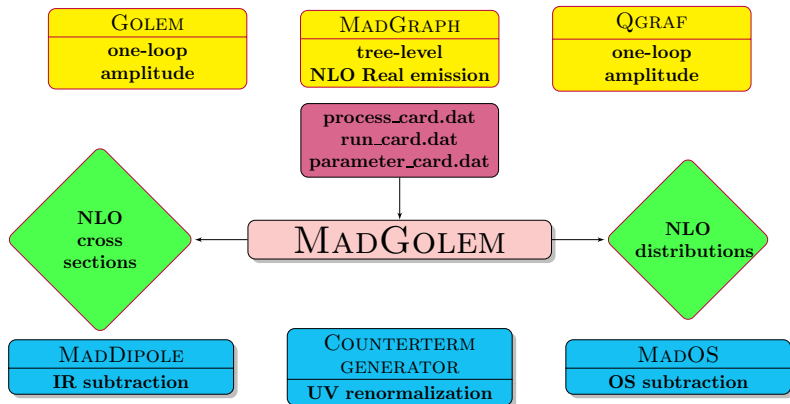 GOLEM
one-loop
amplitude
MADGRAPH
tree-level
NLO Real emission
QGRAF
one-loop
amplitude
process_card.dat
run_card.dat
parameter_card.dat
NLO
cross
sections
MADGOLEM
NLO
distributions
MADDIPOLE
IR subtraction
COUNTERTERM
GENERATOR
UV renormalization
MADOS
OS subtraction